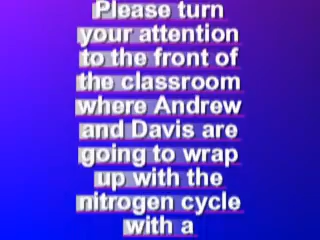 Please turn
your attention
to the front of
the classroom
where Andrew
and Davis are
going to wrap
up with the
nitrogen cycle
with a